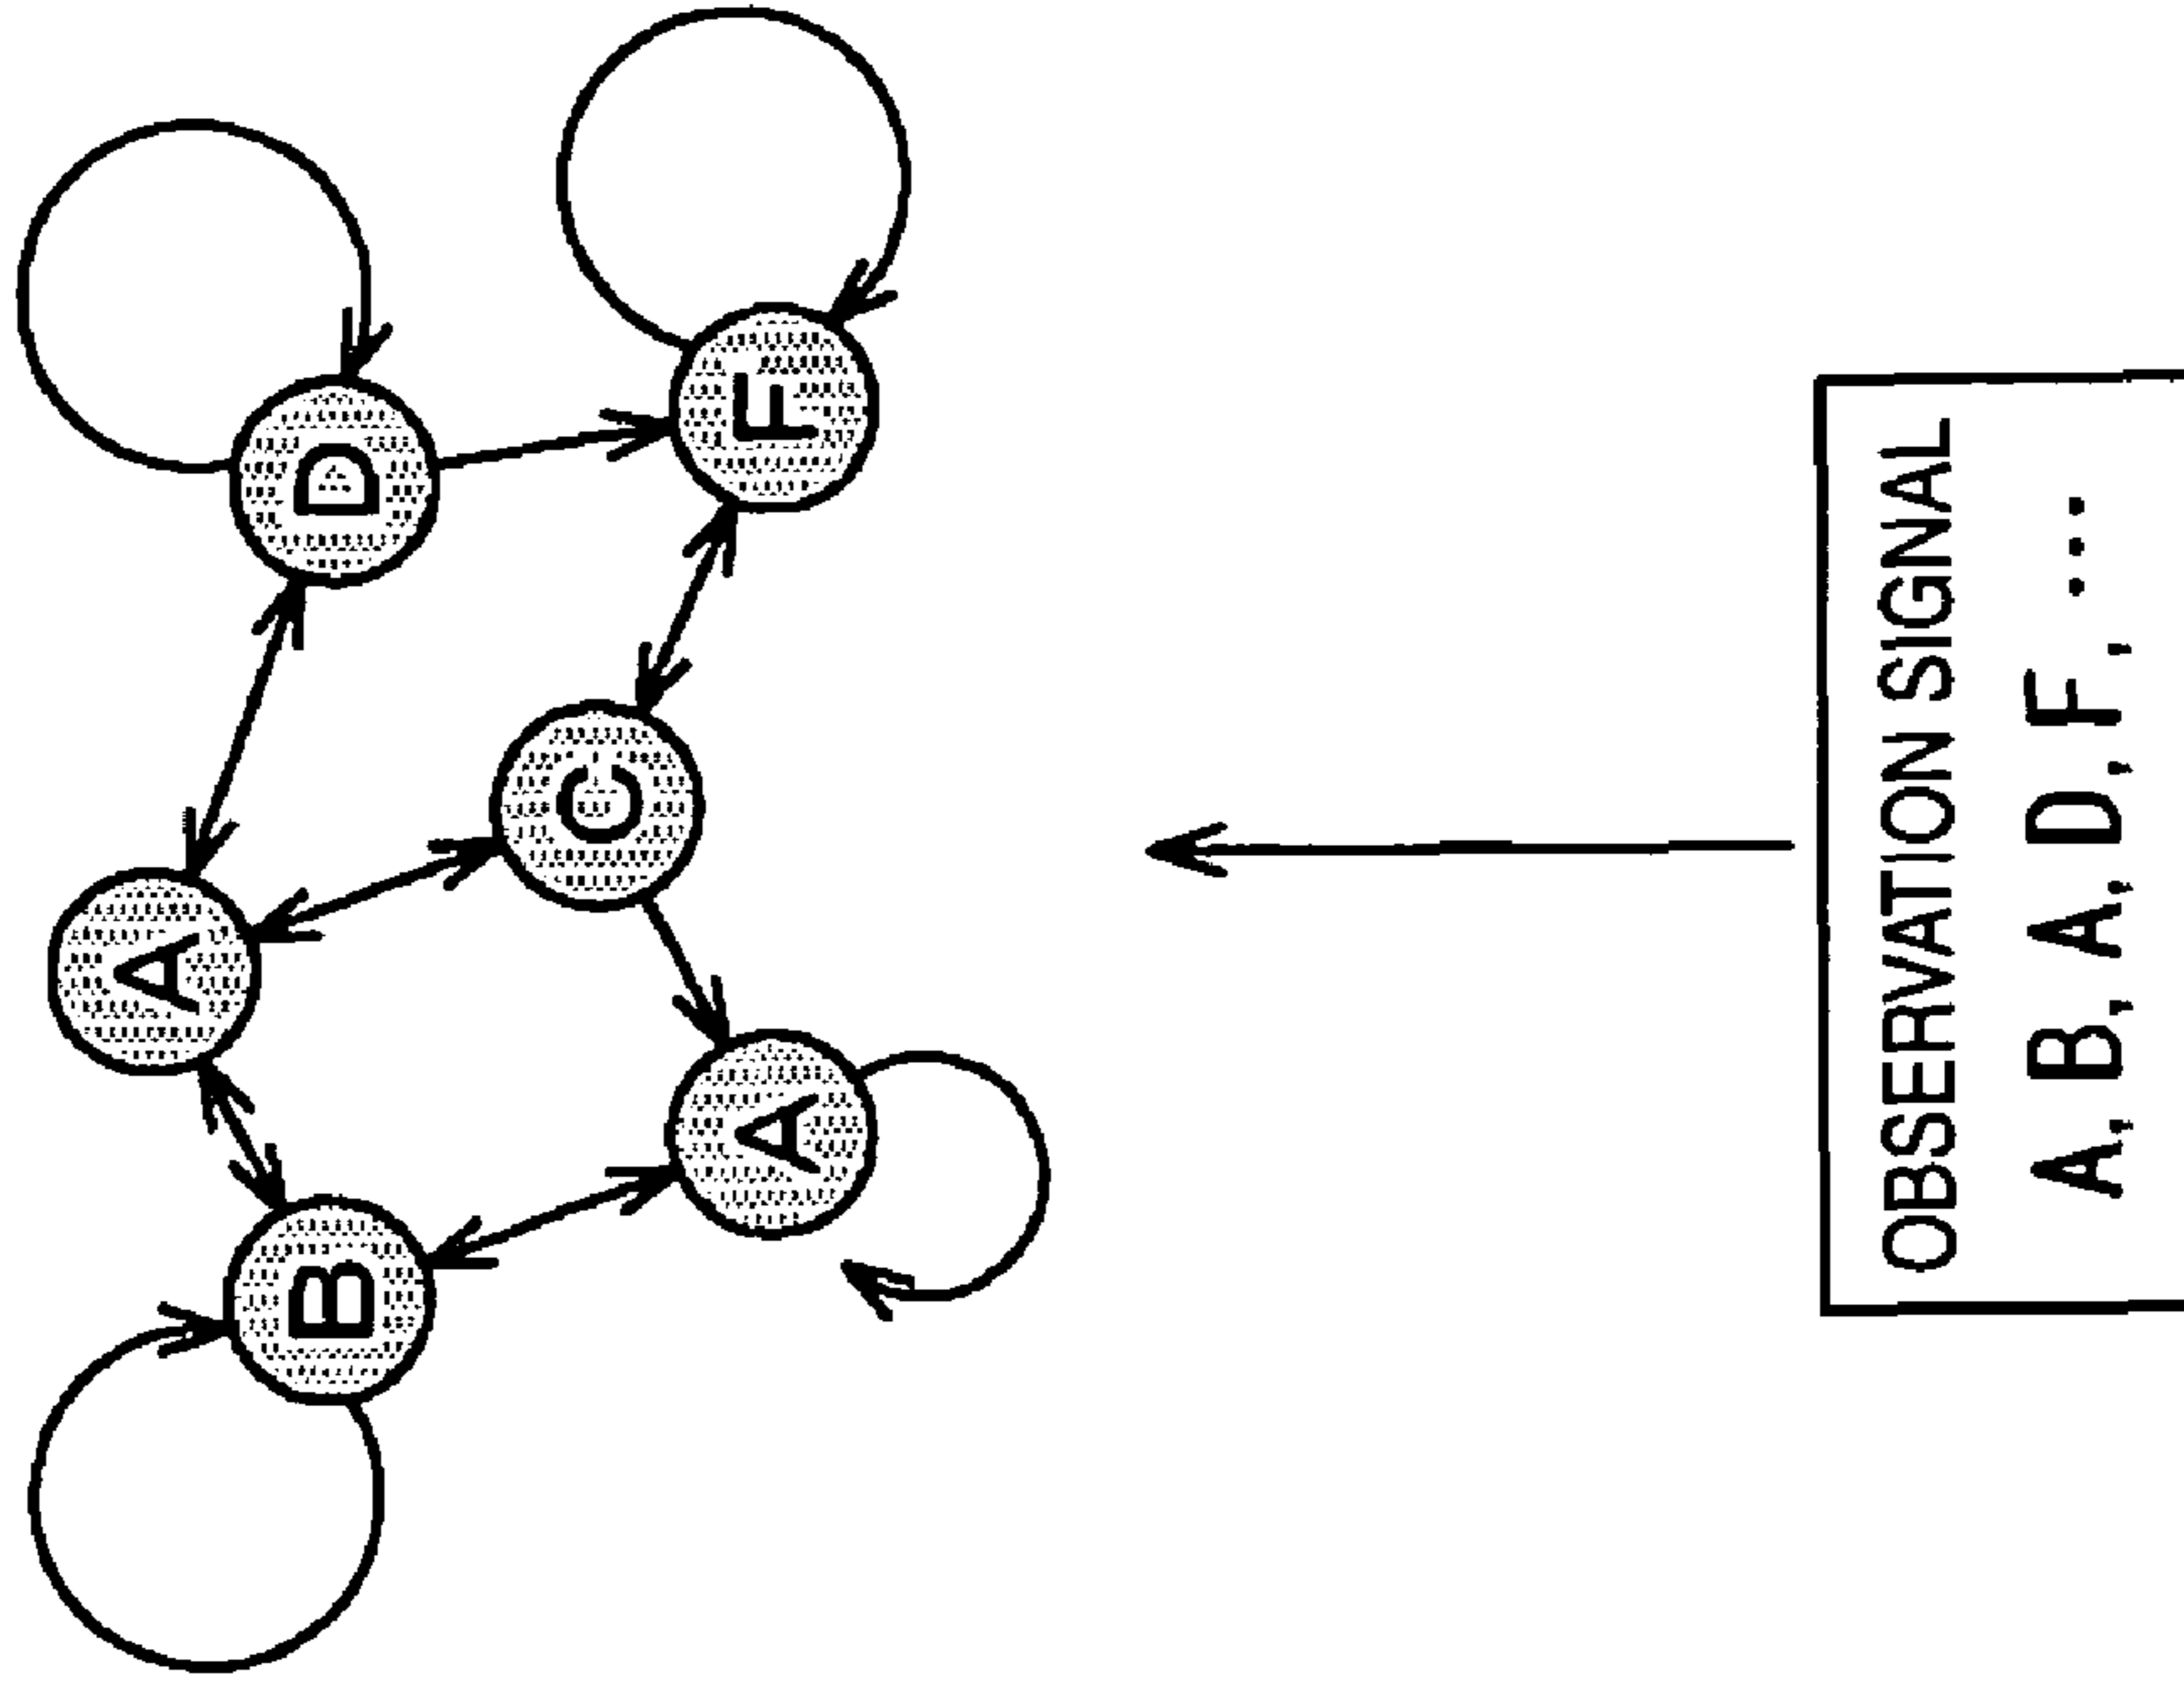 A
D
B
C
A
F
OBSERVATION SIGNAL
A, B, A, D, F, ...